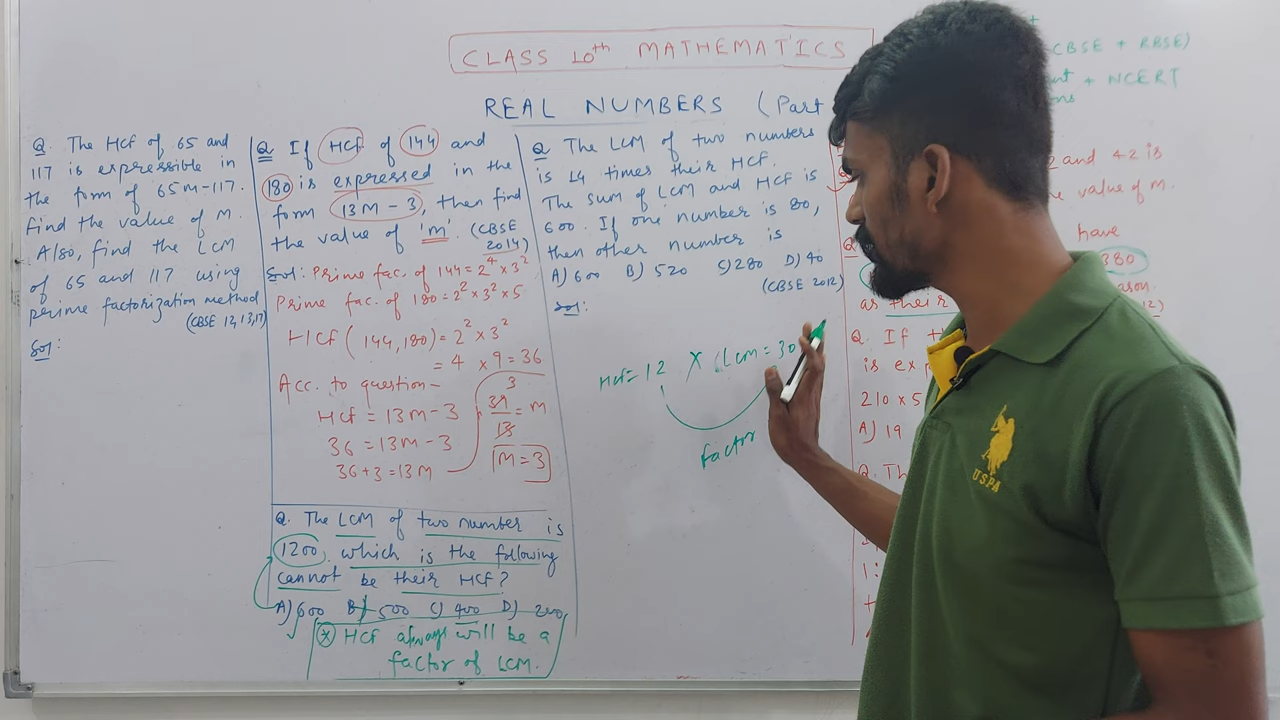 CLASS 10th MATHEMATICS
REAL NUMBERS (Part
Q. The HCF of 65 and
117 is expressible in
the form of 65m-117.
Find the value of M.
Also, find the LCM
of 65 and 117 using
prime factorization method
(CBSE 12,13,17)
Sol:
Q If HCF of 144 and
180 is expressed in the
form 13M-3, then find
the value of 'm'. (CBSE
2014)
Sol: Prime fac. of 144=2⁴×3²
Prime fac. of 180=2²×3²×5
HCF (144,180)=2²×3²
=4 ×9=36
Acc. to question-
HCF = 13M-3
36=13M-3
36+3=13M
3
39
13
=M
M=3
Q. The LCM of two number is
1200, which is the following
cannot be their HCF?
A) 600 B) 500 C) 400 D) 200
* HCF always will be a
factor of LCM.
Q The LCM of two numbers
is 14 times their HCF.
The sum of LCM and HCF is
600. If one number is 80,
then other number is
A) 600 B) 520 C) 280 D) 40
(CBSE 2012)
Sol:
HCF=12 X LCM=30
factor
CBSE + RBSE)
+ NCERT
and 42 is
value of M.
have
380
as their
12)
Q. If
is
210×5
A) 19
Q.
USPA